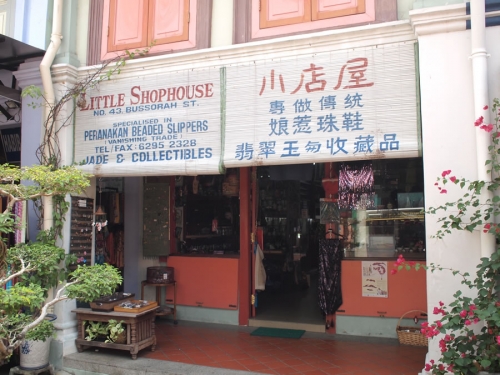 LITTLE SHOPHOUSE
NO. 43, BUSSORAH ST.
SPECIALISED IN
PERANAKAN BEADED SLIPPERS
(VANISHING TRADE)
TEL/FAX: 6295 2328
JADE & COLLECTIBLES
小店屋
專做傳統
娘惹珠鞋
翡翠玉匀收藏品